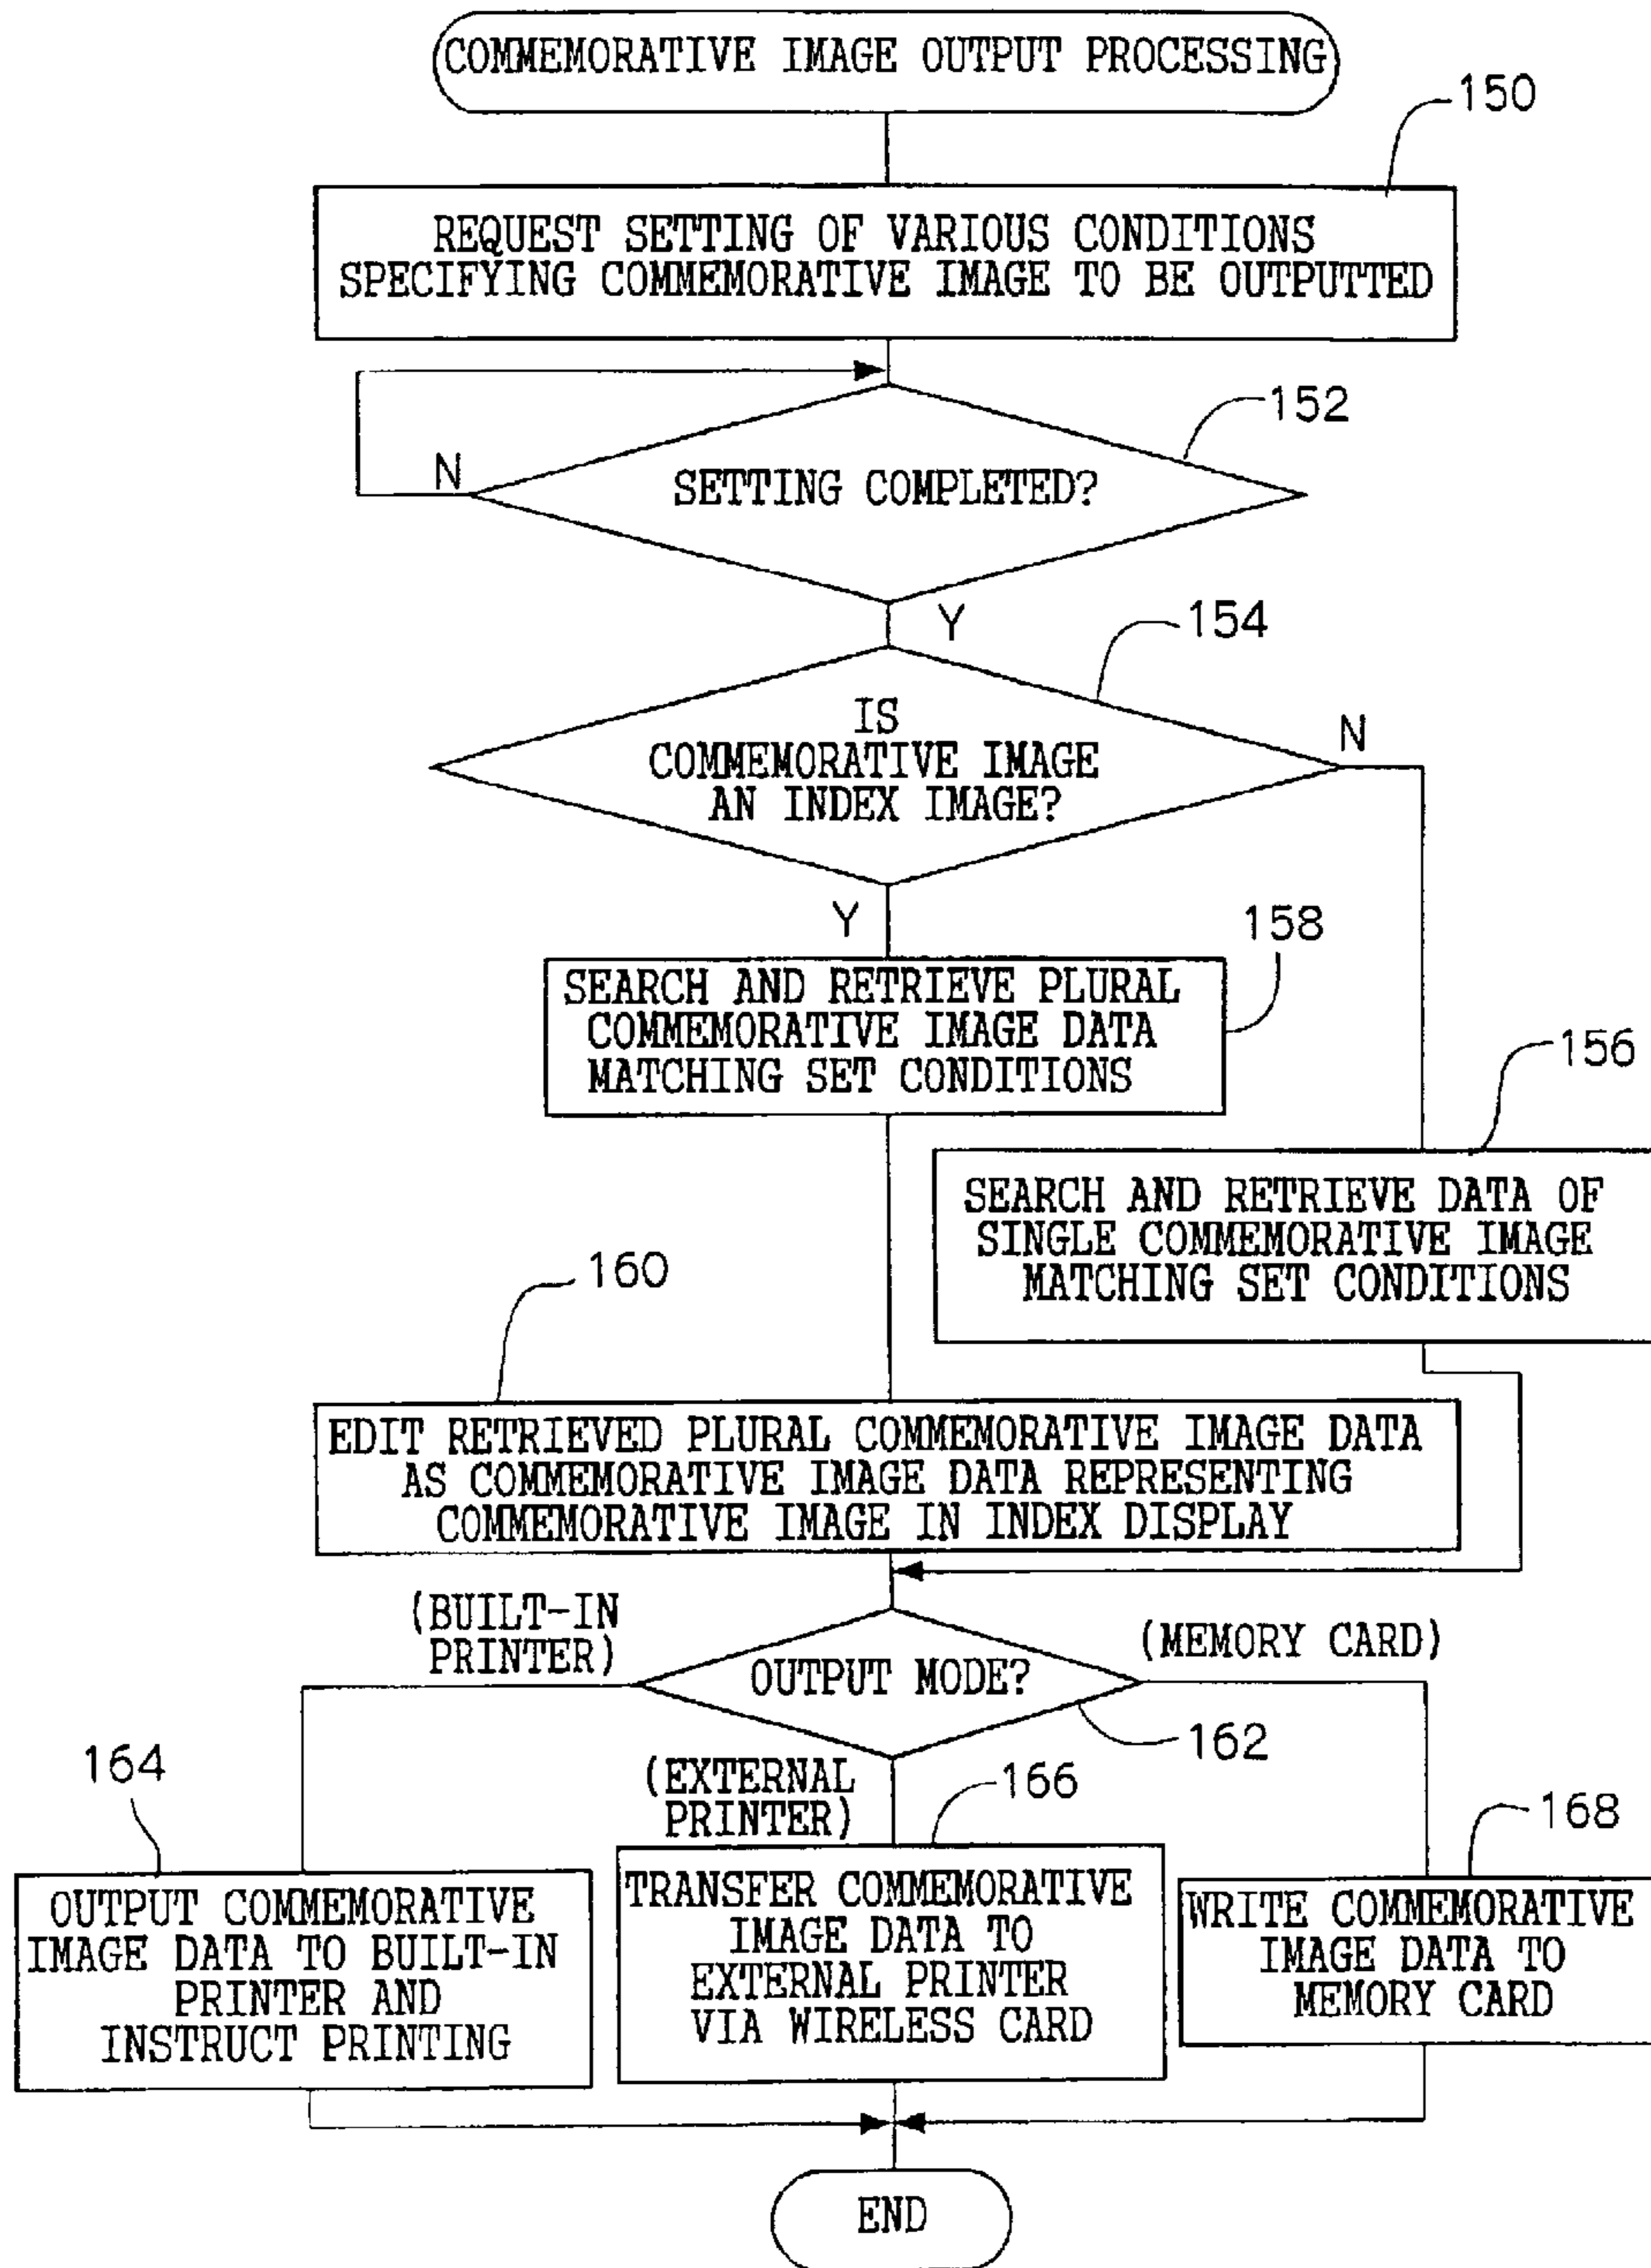 COMMEMORATIVE IMAGE OUTPUT PROCESSING
150
REQUEST SETTING OF VARIOUS CONDITIONS
SPECIFYING COMMEMORATIVE IMAGE TO BE OUTPUTTED
152
N
SETTING COMPLETED?
Y
154
IS
COMMEMORATIVE IMAGE
AN INDEX IMAGE?
N
Y
158
SEARCH AND RETRIEVE PLURAL
COMMEMORATIVE IMAGE DATA
MATCHING SET CONDITIONS
156
SEARCH AND RETRIEVE DATA OF
SINGLE COMMEMORATIVE IMAGE
MATCHING SET CONDITIONS
160
EDIT RETRIEVED PLURAL COMMEMORATIVE IMAGE DATA
AS COMMEMORATIVE IMAGE DATA REPRESENTING
COMMEMORATIVE IMAGE IN INDEX DISPLAY
(BUILT-IN
PRINTER)
(MEMORY CARD)
OUTPUT MODE?
162
164
(EXTERNAL
PRINTER)
166
168
OUTPUT COMMEMORATIVE
IMAGE DATA TO BUILT-IN
PRINTER AND
INSTRUCT PRINTING
TRANSFER COMMEMORATIVE
IMAGE DATA TO
EXTERNAL PRINTER
VIA WIRELESS CARD
WRITE COMMEMORATIVE
IMAGE DATA TO
MEMORY CARD
END